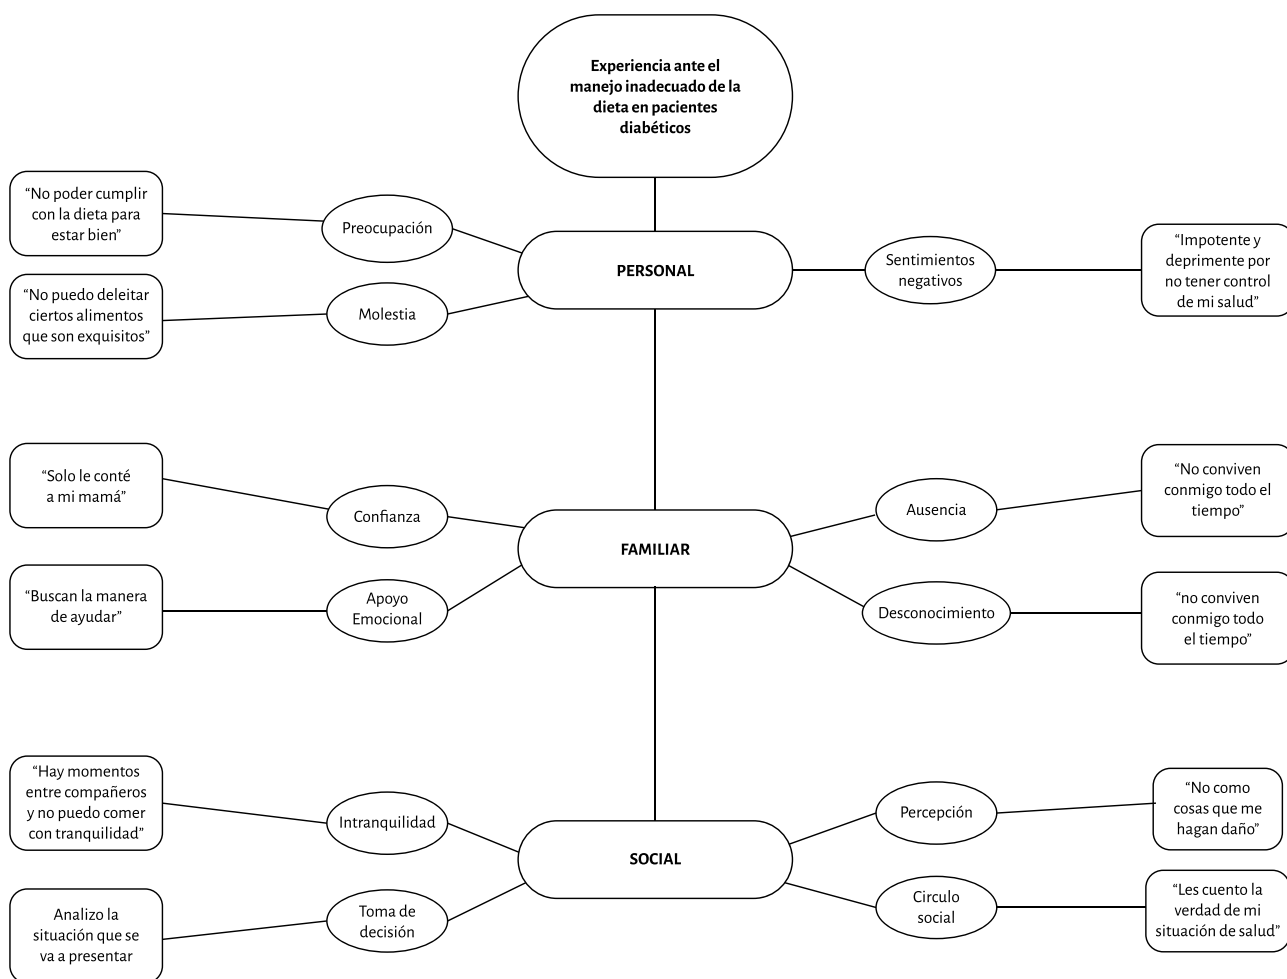 Experiencia ante el
manejo inadecuado de la
dieta en pacientes
diabéticos
“No poder cumplir
con la dieta para
estar bien”
Preocupación
PERSONAL
Sentimientos
negativos
“Impotente y
deprimente por
no tener control
de mi salud”
“No puedo deleitar
ciertos alimentos
que son exquisitos”
Molestia
“Solo le conté
a mi mamá”
Confianza
FAMILIAR
Ausencia
“No conviven
conmigo todo el
tiempo”
“Buscan la manera
de ayudar”
Apoyo
Emocional
Desconocimiento
“no conviven
conmigo todo
el tiempo”
“Hay momentos
entre compañeros
y no puedo comer
con tranquilidad”
Intranquilidad
SOCIAL
Percepción
“No como
cosas que me
hagan daño”
Analizo la
situación que se
va a presentar
Toma de
decisión
Circulo
social
“Les cuento la
verdad de mi
situación de salud”